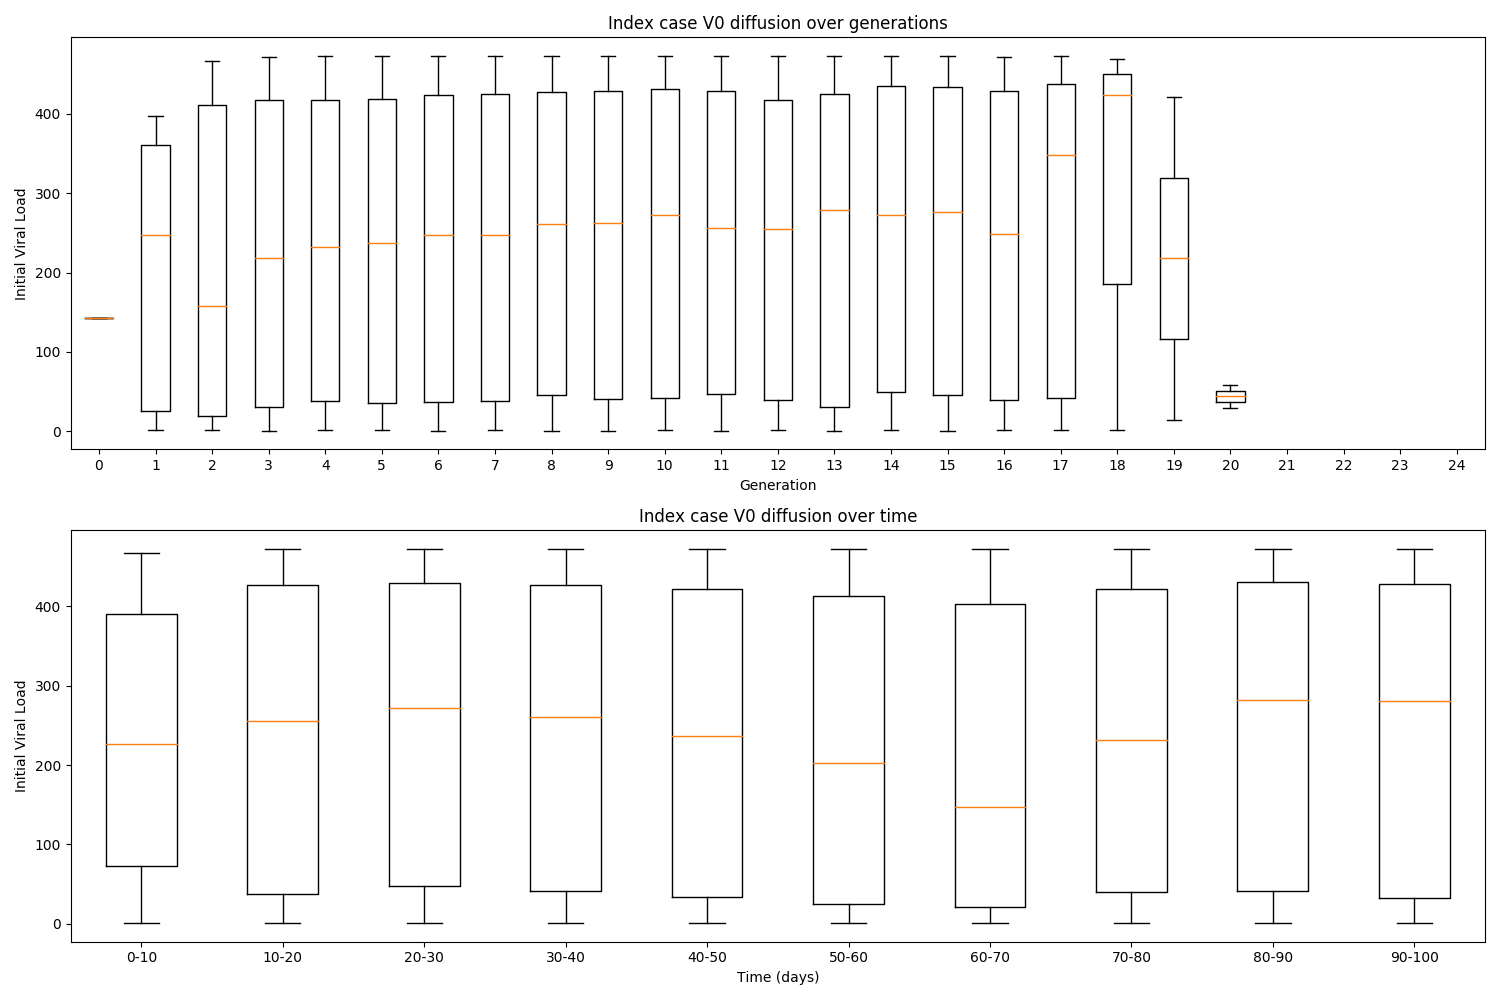 Index case V0 diffusion over generations
Initial Viral Load
400
300
200
100
0
0 1 2 3 4 5 6 7 8 9 10 11 12 13 14 15 16 17 18 19 20 21 22 23 24
Generation
Index case V0 diffusion over time
Initial Viral Load
400
300
200
100
0
0-10 10-20 20-30 30-40 40-50 50-60 60-70 70-80 80-90 90-100
Time (days)